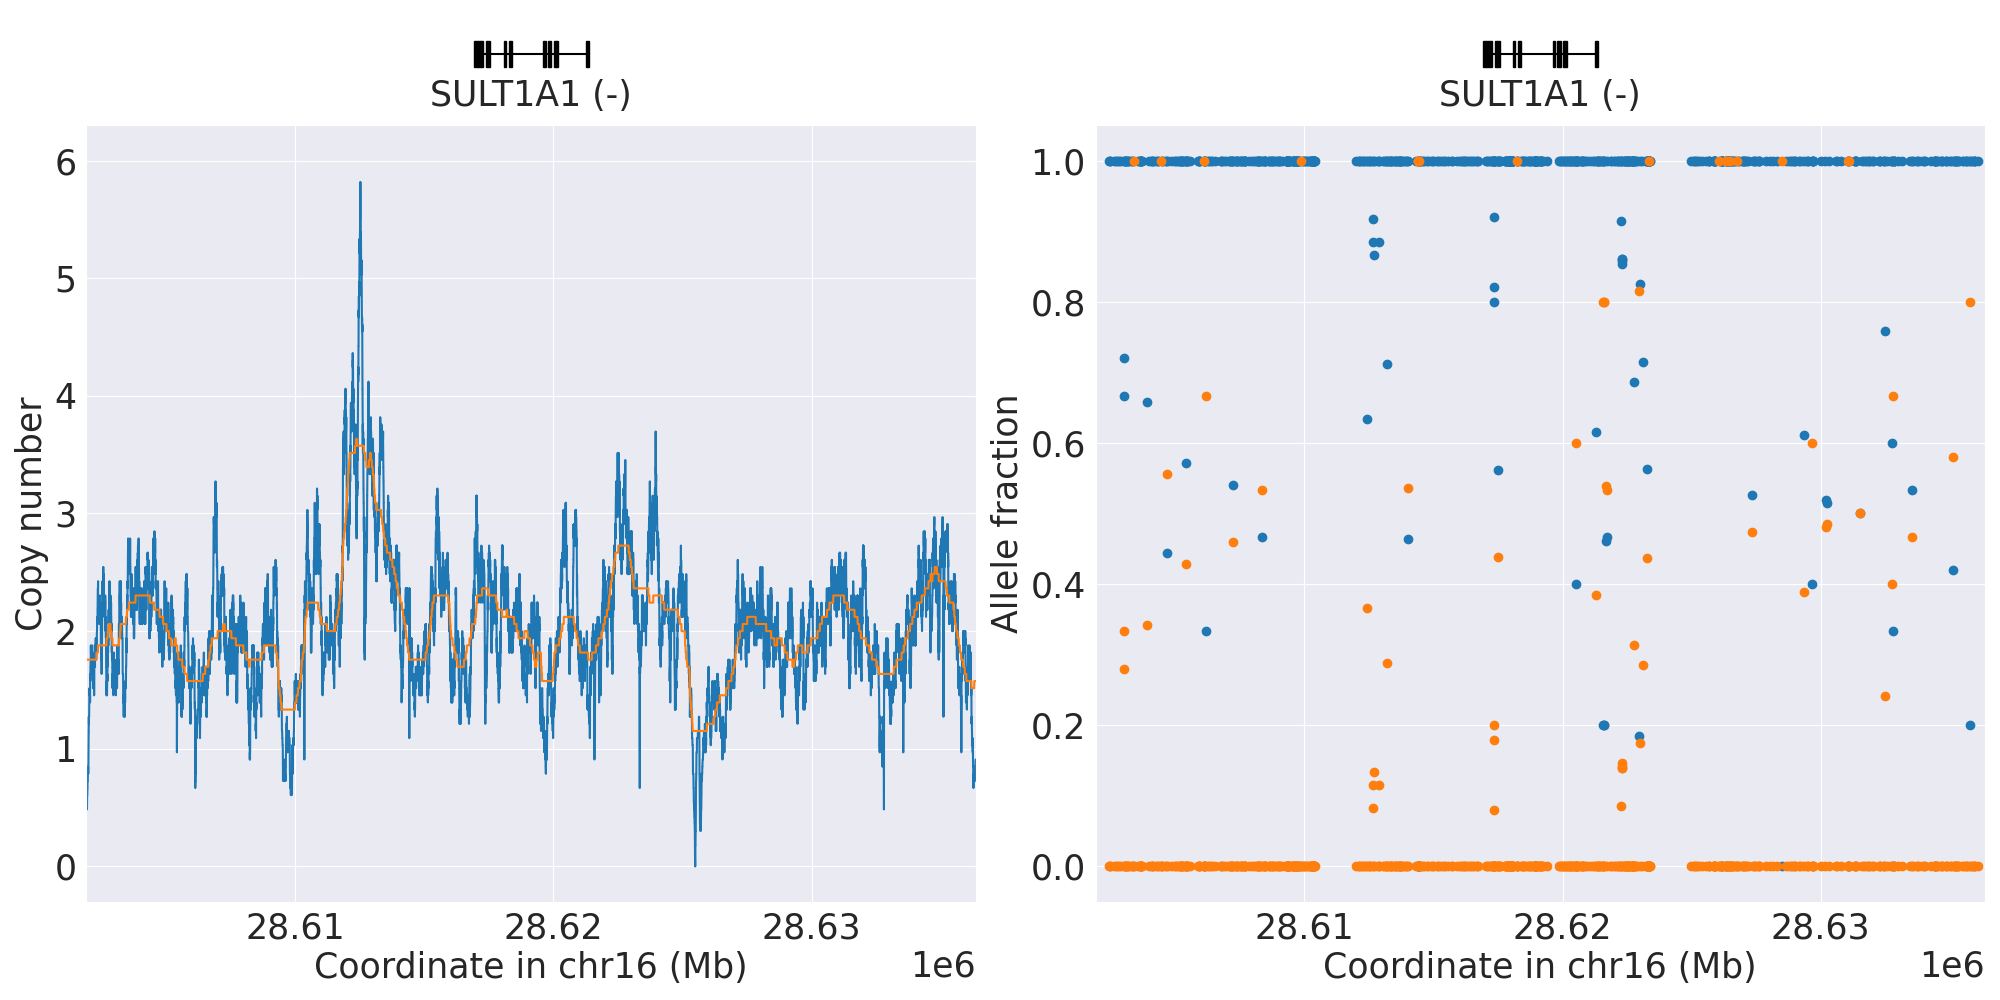 SULT1A1 (-)
6
5
4
3
2
1
0
Copy number
28.61
28.62
28.63
Coordinate in chr16 (Mb)
1e6
SULT1A1 (-)
1.0
0.8
0.6
0.4
0.2
0.0
Allele fraction
28.61
28.62
28.63
Coordinate in chr16 (Mb)
1e6